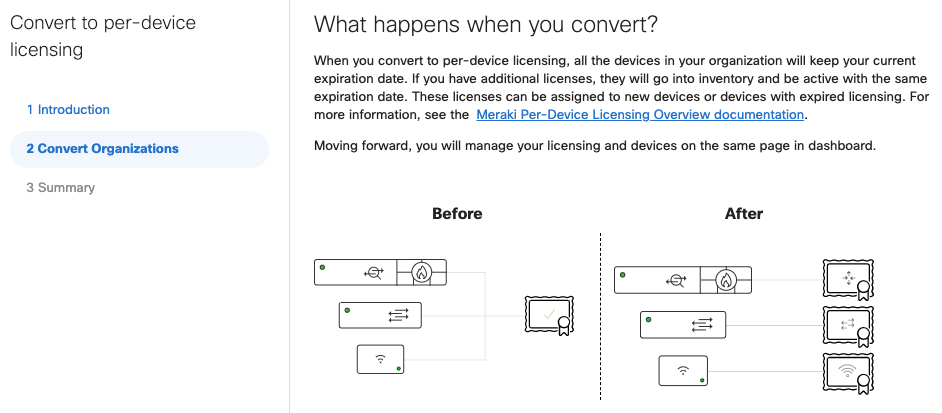 Convert to per-device
licensing
1 Introduction
2 Convert Organizations
3 Summary
What happens when you convert?
When you convert to per-device licensing, all the devices in your organization will keep your current
expiration date. If you have additional licenses, they will go into inventory and be active with the same
expiration date. These licenses can be assigned to new devices or devices with expired licensing. For
more information, see the Meraki Per-Device Licensing Overview documentation.
Moving forward, you will manage your licensing and devices on the same page in dashboard.
Before
After